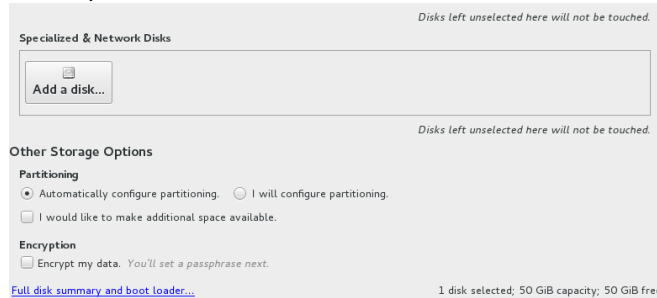 Disks left unselected here will not be touched.
Specialized & Network Disks
Add a disk...
Disks left unselected here will not be touched.
Other Storage Options
Partitioning
Automatically configure partitioning. I will configure partitioning.
I would like to make additional space available.
Encryption
Encrypt my data. You'll set a passphrase next.
Full disk summary and boot loader... 1 disk selected; 50 GiB capacity; 50 GiB free